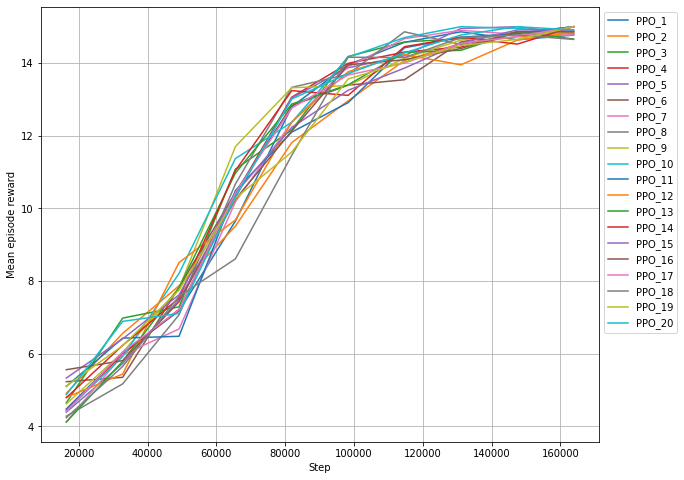 14
12
10
8
6
4
Mean episode reward
20000 40000 60000 80000 100000 120000 140000 160000
Step
PPO_1
PPO_2
PPO_3
PPO_4
PPO_5
PPO_6
PPO_7
PPO_8
PPO_9
PPO_10
PPO_11
PPO_12
PPO_13
PPO_14
PPO_15
PPO_16
PPO_17
PPO_18
PPO_19
PPO_20